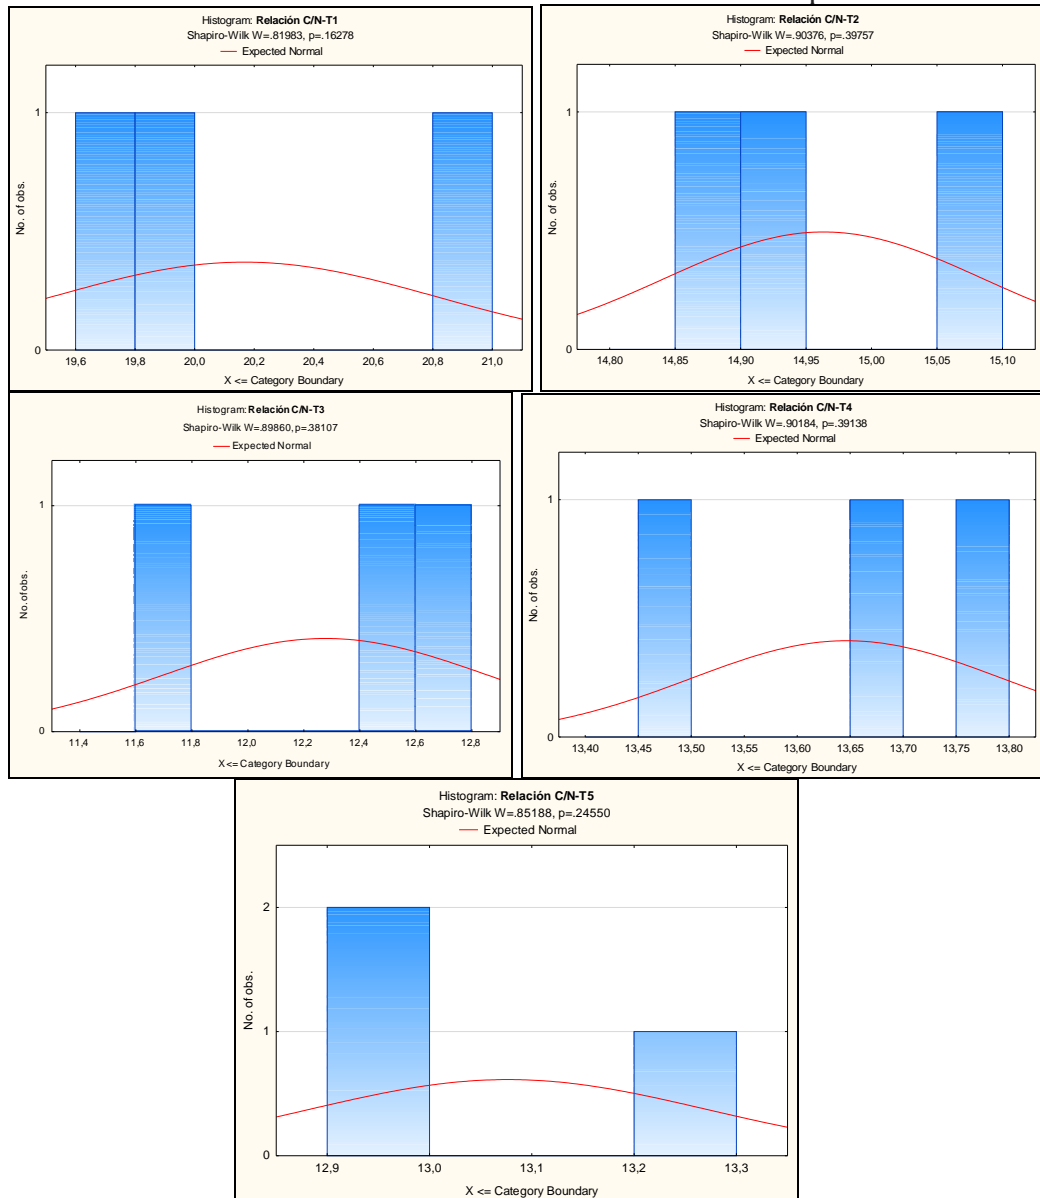 Histogram: Relación C/N-T1
Shapiro-Wilk W=.81983, p=.16278
Expected Normal
No. of obs.
1
0
19,6 19,8 20,0 20,2 20,4 20,6 20,8 21,0
X <= Category Boundary
Histogram: Relación C/N-T2
Shapiro-Wilk W=.90376, p=.39757
Expected Normal
No. of obs.
1
0
14,80 14,85 14,90 14,95 15,00 15,05 15,10
X <= Category Boundary
Histogram: Relación C/N-T3
Shapiro-Wilk W=.89860, p=.38107
Expected Normal
No. of obs.
1
0
11,4 11,6 11,8 12,0 12,2 12,4 12,6 12,8
X <= Category Boundary
Histogram: Relación C/N-T4
Shapiro-Wilk W=.90184, p=.39138
Expected Normal
No. of obs.
1
0
13,40 13,45 13,50 13,55 13,60 13,65 13,70 13,75 13,80
X <= Category Boundary
Histogram: Relación C/N-T5
Shapiro-Wilk W=.85188, p=.24550
Expected Normal
No. of obs.
2
1
0
12,9 13,0 13,1 13,2 13,3
X <= Category Boundary